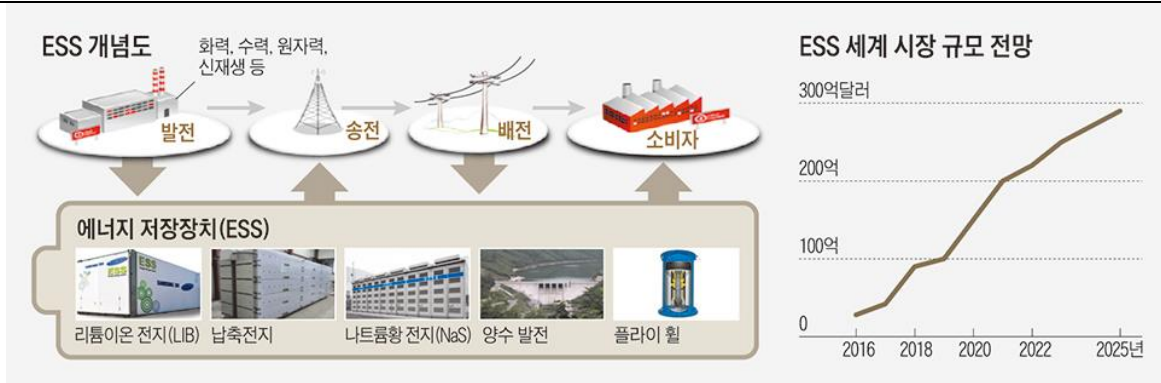 ESS 개념도
화력, 수력, 원자력,
신재생 등
발전
송전
배전
소비자
에너지 저장장치(ESS)
ESS
리튬이온 전지(LIB)
납축전지
나트륨황 전지(NaS)
양수 발전
플라이 휠
ESS 세계 시장 규모 전망
300억달러
200억
100억
0
2016
2018
2020
2022
2025년